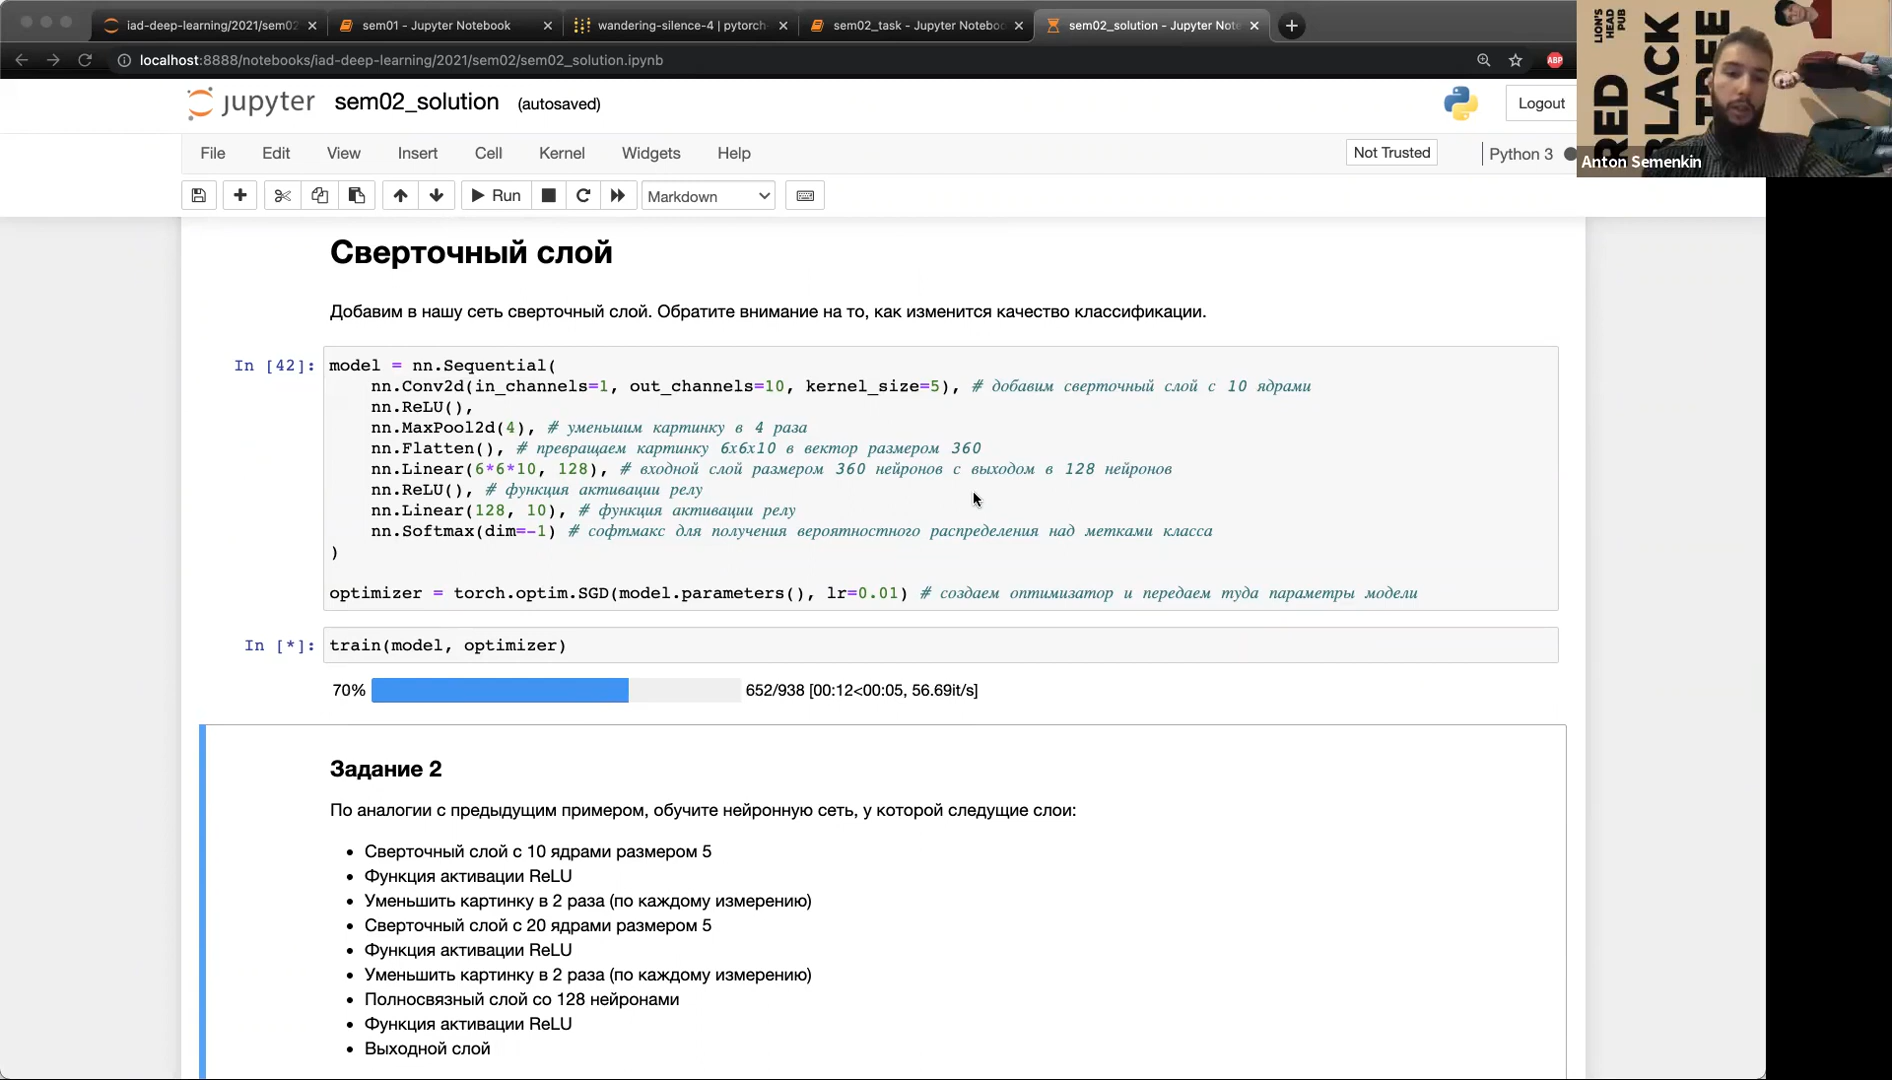 iad-deep-learning/2021/sem02
sem01 - Jupyter Notebook
wandering-silence-4 | pytorch-
sem02_task - Jupyter Noteboo
sem02_solution - Jupyter Note
localhost:8888/notebooks/iad-deep-learning/2021/sem02/sem02_solution.ipynb
ABP
LION'S
HEAD
PUB
RED
BLACK
TREE
Anton Semenkin
jupyter sem02_solution (autosaved)
Logout
File Edit View Insert Cell Kernel Widgets Help
Not Trusted
Python 3
Run
Markdown
Сверточный слой
Добавим в нашу сеть сверточный слой. Обратите внимание на то, как изменится качество классификации.
In [42]: model = nn.Sequential(
nn.Conv2d(in_channels=1, out_channels=10, kernel_size=5), # добавим сверточный слой с 10 ядрами
nn.ReLU(),
nn.MaxPool2d(4), # уменьшим картинку в 4 раза
nn.Flatten(), # превращаем картинку 6x6x10 в вектор размером 360
nn.Linear(6*6*10, 128), # входной слой размером 360 нейронов с выходом в 128 нейронов
nn.ReLU(), # функция активации релу
nn.Linear(128, 10), # функция активации релу
nn.Softmax(dim=-1) # софтмакс для получения вероятностного распределения над метками класса
)
optimizer = torch.optim.SGD(model.parameters(), lr=0.01) # создаем оптимизатор и передаем туда параметры модели
In [*]: train(model, optimizer)
70% 652/938 [00:12<00:05, 56.69it/s]
Задание 2
По аналогии с предыдущим примером, обучите нейронную сеть, у которой следущие слои:
• Сверточный слой с 10 ядрами размером 5
• Функция активации ReLU
• Уменьшить картинку в 2 раза (по каждому измерению)
• Сверточный слой с 20 ядрами размером 5
• Функция активации ReLU
• Уменьшить картинку в 2 раза (по каждому измерению)
• Полносвязный слой со 128 нейронами
• Функция активации ReLU
• Выходной слой